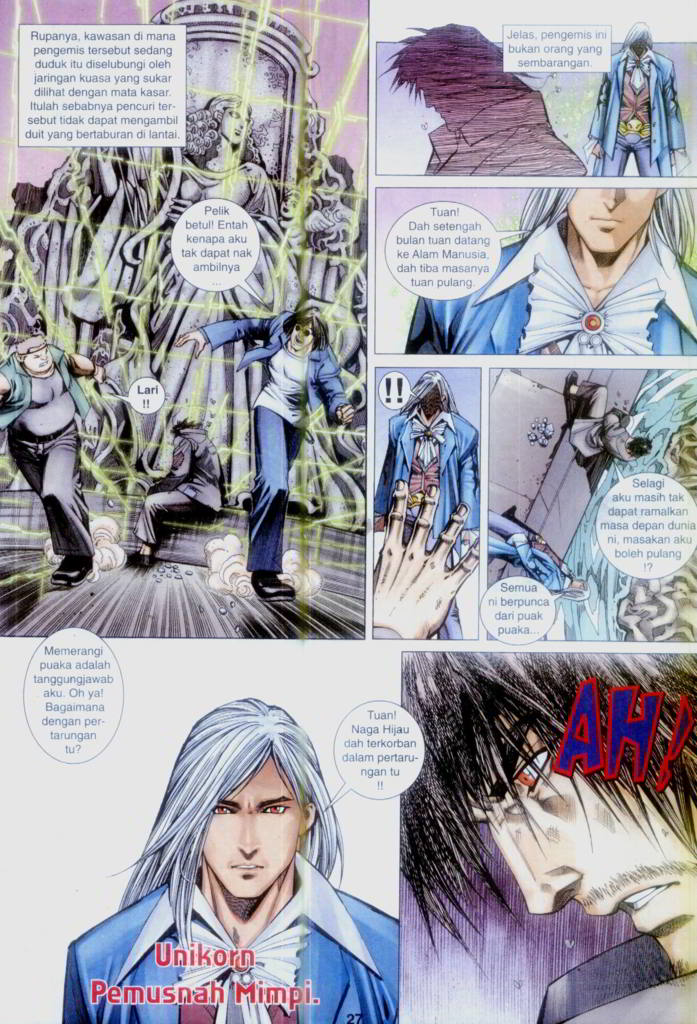 Rupanya, kawasan di mana
pengemis tersebut sedang
duduk itu diselubungi oleh
jaringan kuasa yang sukar
dilihat dengan mata kasar.
Itulah sebabnya pencuri ter-
sebut tidak dapat mengambil
duit yang bertaburan di lantai.
Pelik
betul! Entah
kenapa aku
tak dapat nak
ambilnya
...
Lari
!!
Jelas, pengemis ini
bukan orang yang
sembarangan.
Tuan!
Dah setengah
bulan tuan datang
ke Alam Manusia,
dah tiba masanya
tuan pulang.
!!
Selagi
aku masih tak
dapat ramalkan
masa depan dunia
ni, masakan aku
boleh pulang
!?
Semua
ni berpunca
dari puak
puaka...
Memerangi
puaka adalah
tanggungjawab
aku. Oh ya!
Bagaimana
dengan per-
tarungan
tu?
Tuan!
Naga Hijau
dah terkorban
dalam pertaru-
ngan tu
!!
AH!
Unikorn
Pemusnah Mimpi.
27